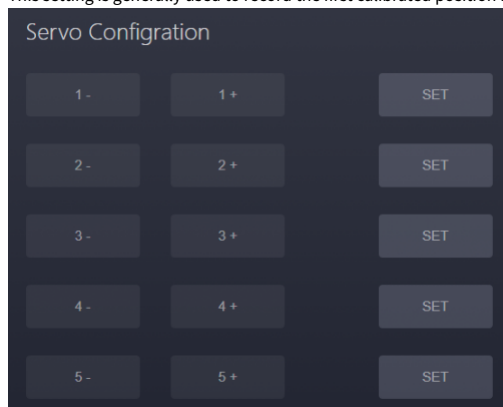 This setting is generally used to record the first calibrated position
Servo Configration
1 - 1 + SET
2 - 2 + SET
3 - 3 + SET
4 - 4 + SET
5 - 5 + SET